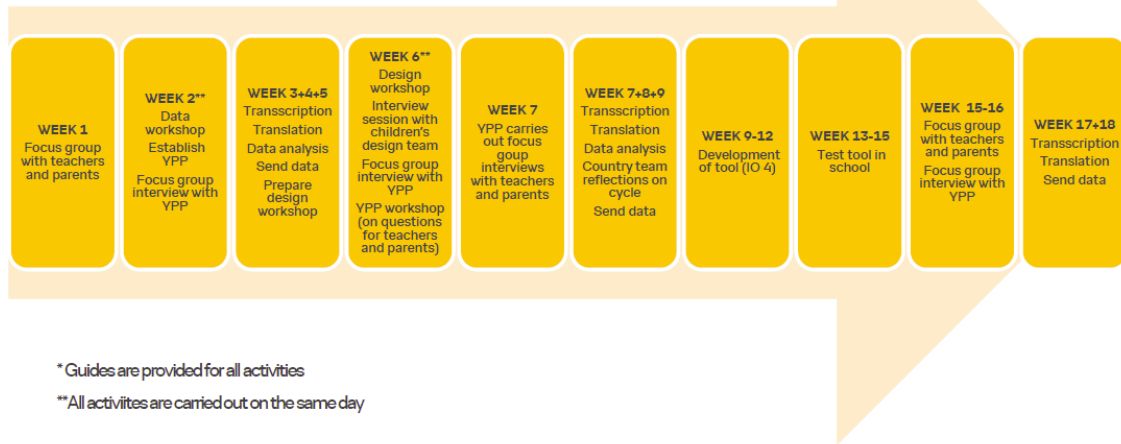 WEEK 1
Focus group
with teachers
and parents
WEEK 2**
Data
workshop
Establish
YPP
Focus group
interview with
YPP
WEEK 3+4+5
Transscription
Translation
Data analysis
Send data
Prepare
design
workshop
WEEK 6**
Design
workshop
Interview
session with
children's
design team
Focus group
interview with
YPP
YPP workshop
(on questions
for teachers
and parents)
WEEK 7
YPP carries
out focus
goup
interviews
with teachers
and parents
WEEK 7+8+9
Transscription
Translation
Data analysis
Country team
reflections on
cycle
Send data
WEEK 9-12
Development
of tool (IO 4)
WEEK 13-15
Test tool in
school
WEEK 15-16
Focus group
with teachers
and parents
Focus group
interview with
YPP
WEEK 17+18
Transscription
Translation
Send data
* Guides are provided for all activities
**All activiites are carried out on the same day